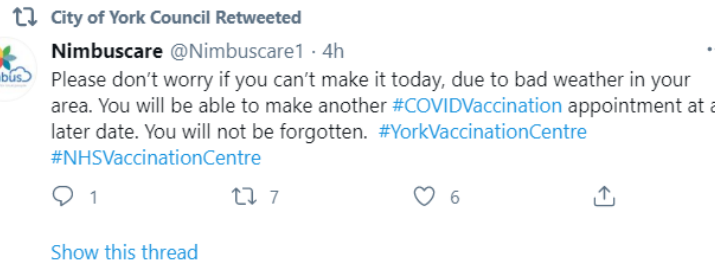 City of York Council Retweeted
Nimbuscare @Nimbuscare1 · 4h
Please don't worry if you can't make it today, due to bad weather in your
area. You will be able to make another #COVIDVaccination appointment at a
later date. You will not be forgotten. #YorkVaccinationCentre
#NHSVaccinationCentre
1 7 6
Show this thread